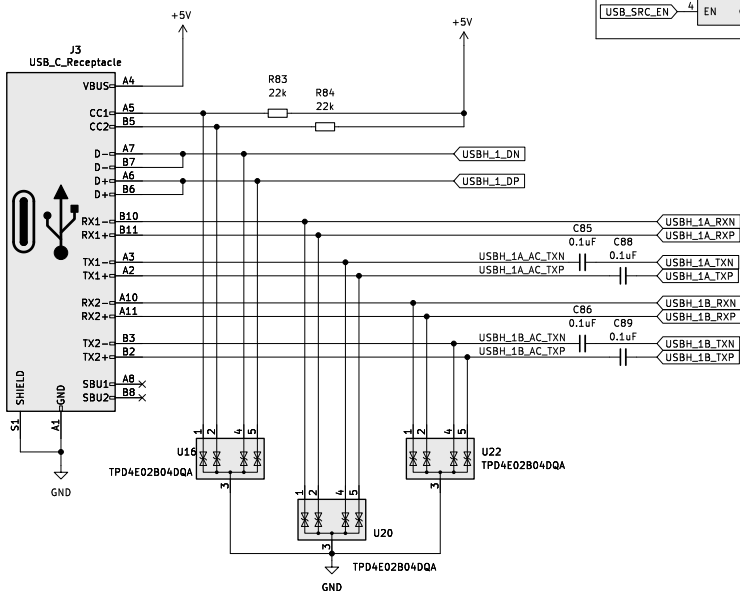 USB_SRC_EN
4
EN
+5V
+5V
J3
USB_C_Receptacle
VBUS
A4
R83
22k
R84
22k
CC1
A5
CC2
B5
D-
A7
D-
B7
USBH_1_DN
D+
A6
D+
B6
USBH_1_DP
RX1-
B10
USBH_1A_RXN
RX1+
B11
USBH_1A_RXP
C85
0.1uF
C88
0.1uF
TX1-
A3
USBH_1A_AC_TXN
USBH_1A_TXN
TX1+
A2
USBH_1A_AC_TXP
USBH_1A_TXP
RX2-
A10
USBH_1B_RXN
RX2+
A11
USBH_1B_RXP
C86
0.1uF
C89
0.1uF
TX2-
B3
USBH_1B_AC_TXN
USBH_1B_TXN
TX2+
B2
USBH_1B_AC_TXP
USBH_1B_TXP
SBU1
A8
SBU2
B8
SHIELD
GND
S1
A1
GND
1
2
4
5
U16
TPD4E02B04DQA
3
1
2
4
5
U22
TPD4E02B04DQA
3
1
2
4
5
U20
3
TPD4E02B04DQA
GND